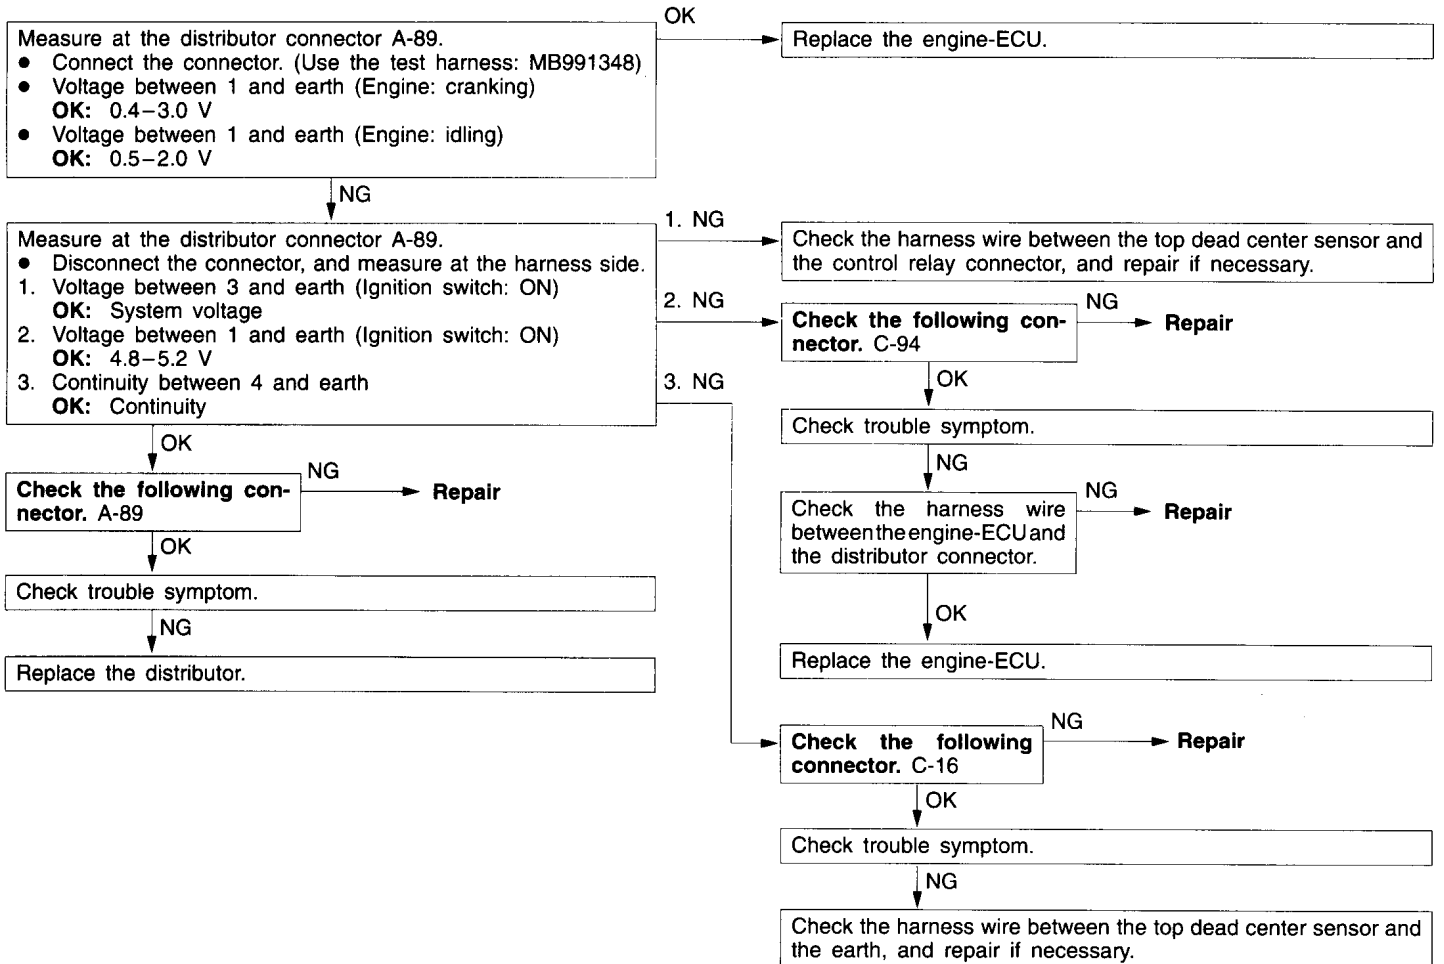 OK
Measure at the distributor connector A-89.
● Connect the connector. (Use the test harness: MB991348)
● Voltage between 1 and earth (Engine: cranking)
OK: 0.4–3.0 V
● Voltage between 1 and earth (Engine: idling)
OK: 0.5–2.0 V
Replace the engine-ECU.
NG
Measure at the distributor connector A-89.
● Disconnect the connector, and measure at the harness side.
1. Voltage between 3 and earth (Ignition switch: ON)
OK: System voltage
2. Voltage between 1 and earth (Ignition switch: ON)
OK: 4.8–5.2 V
3. Continuity between 4 and earth
OK: Continuity
1. NG
Check the harness wire between the top dead center sensor and
the control relay connector, and repair if necessary.
2. NG
Check the following con-
nector. C-94
NG
Repair
OK
Check trouble symptom.
NG
Check the harness wire
between the engine-ECU and
the distributor connector.
NG
Repair
OK
Replace the engine-ECU.
3. NG
Check the following
connector. C-16
NG
Repair
OK
Check trouble symptom.
NG
Check the harness wire between the top dead center sensor and
the earth, and repair if necessary.
OK
Check the following con-
nector. A-89
NG
Repair
OK
Check trouble symptom.
NG
Replace the distributor.